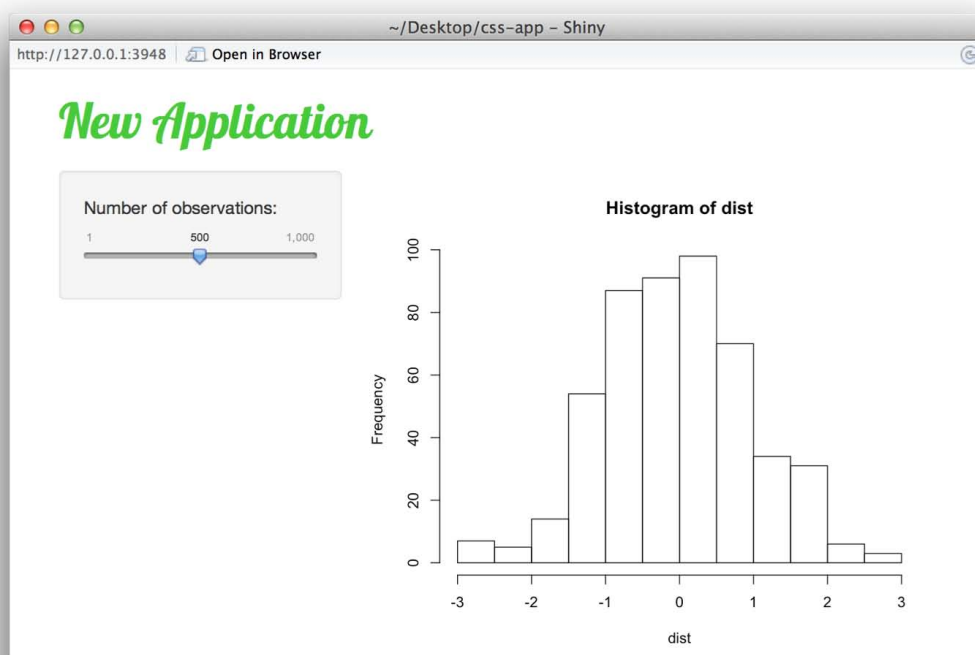 ~/Desktop/css-app – Shiny
http://127.0.0.1:3948 Open in Browser
New Application
Number of observations:
1 500 1,000
Histogram of dist
Frequency
100
80
60
40
20
0
-3 -2 -1 0 1 2 3
dist